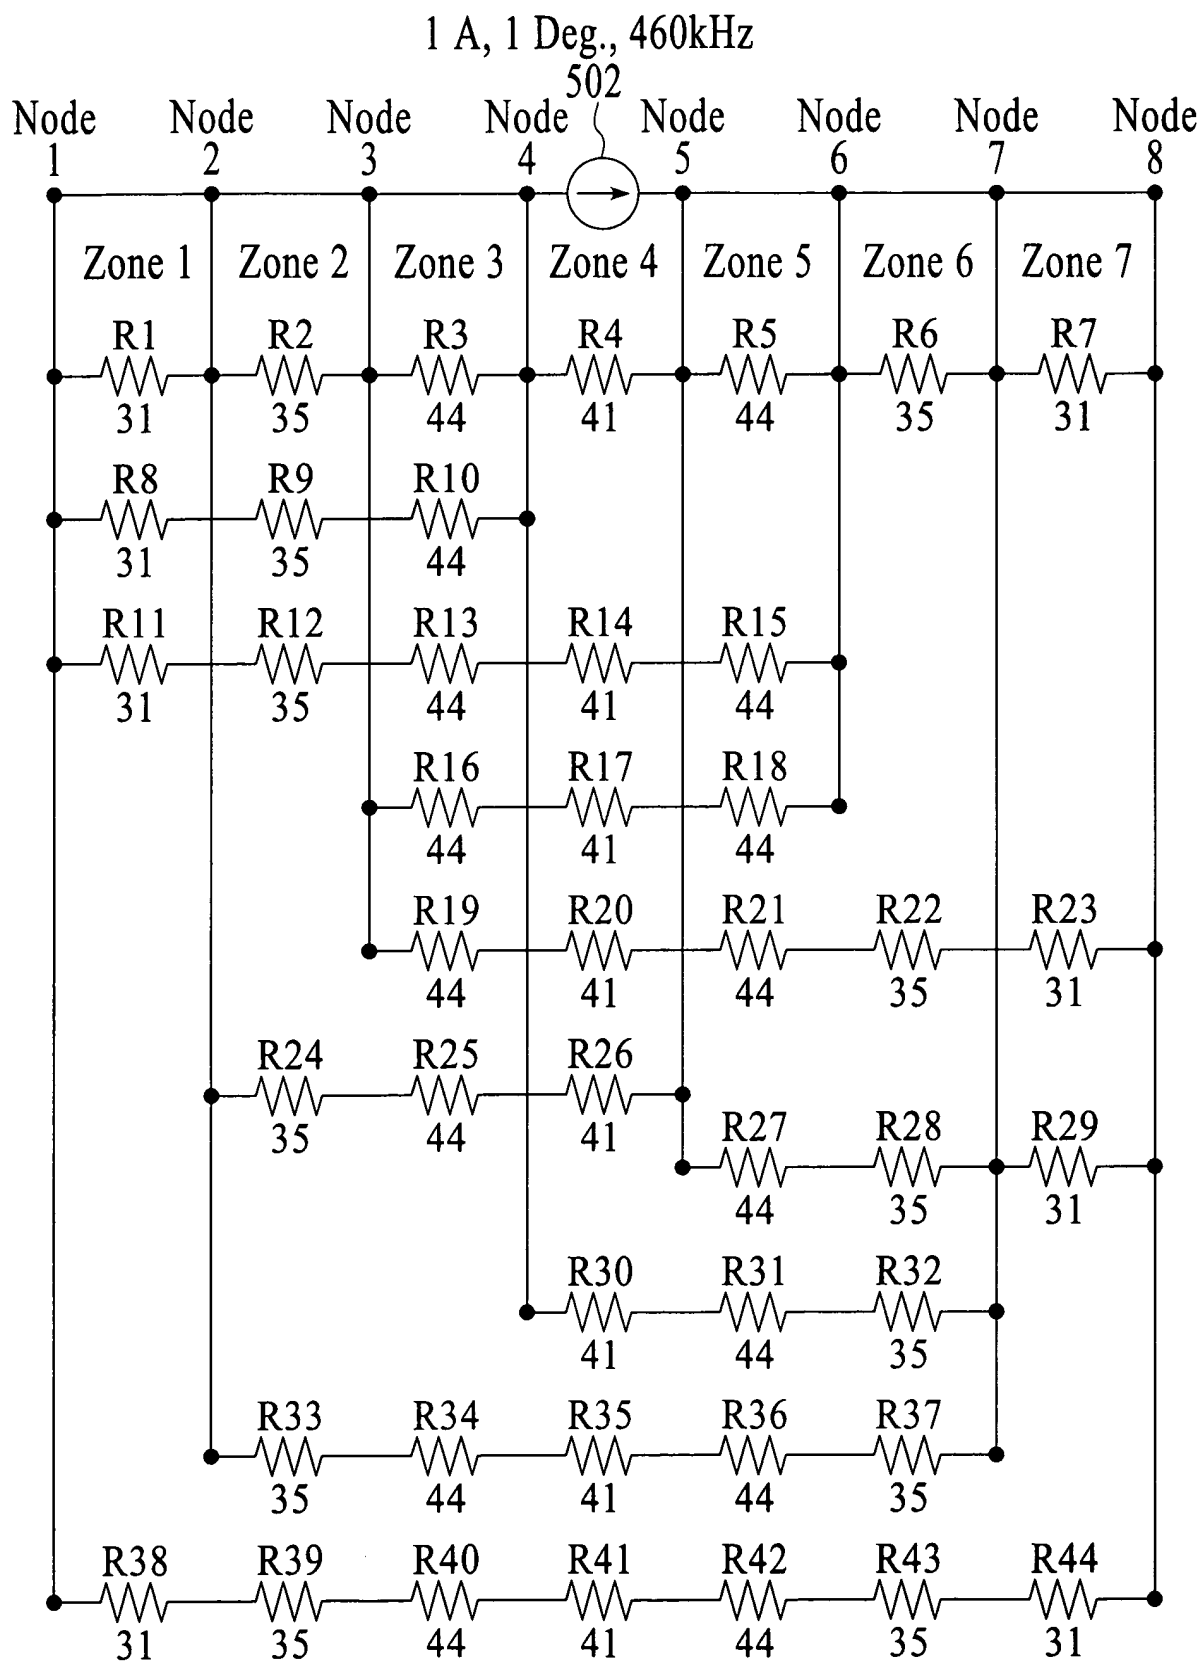 1 A, 1 Deg., 460kHz
502
Node Node Node Node Node Node Node Node
1 2 3 4 5 6 7 8
Zone 1 Zone 2 Zone 3 Zone 4 Zone 5 Zone 6 Zone 7
R1 R2 R3 R4 R5 R6 R7
31 35 44 41 44 35 31
R8 R9 R10
31 35 44
R11 R12 R13 R14 R15
31 35 44 41 44
R16 R17 R18
44 41 44
R19 R20 R21 R22 R23
44 41 44 35 31
R24 R25 R26
35 44 41
R27 R28 R29
44 35 31
R30 R31 R32
41 44 35
R33 R34 R35 R36 R37
35 44 41 44 35
R38 R39 R40 R41 R42 R43 R44
31 35 44 41 44 35 31